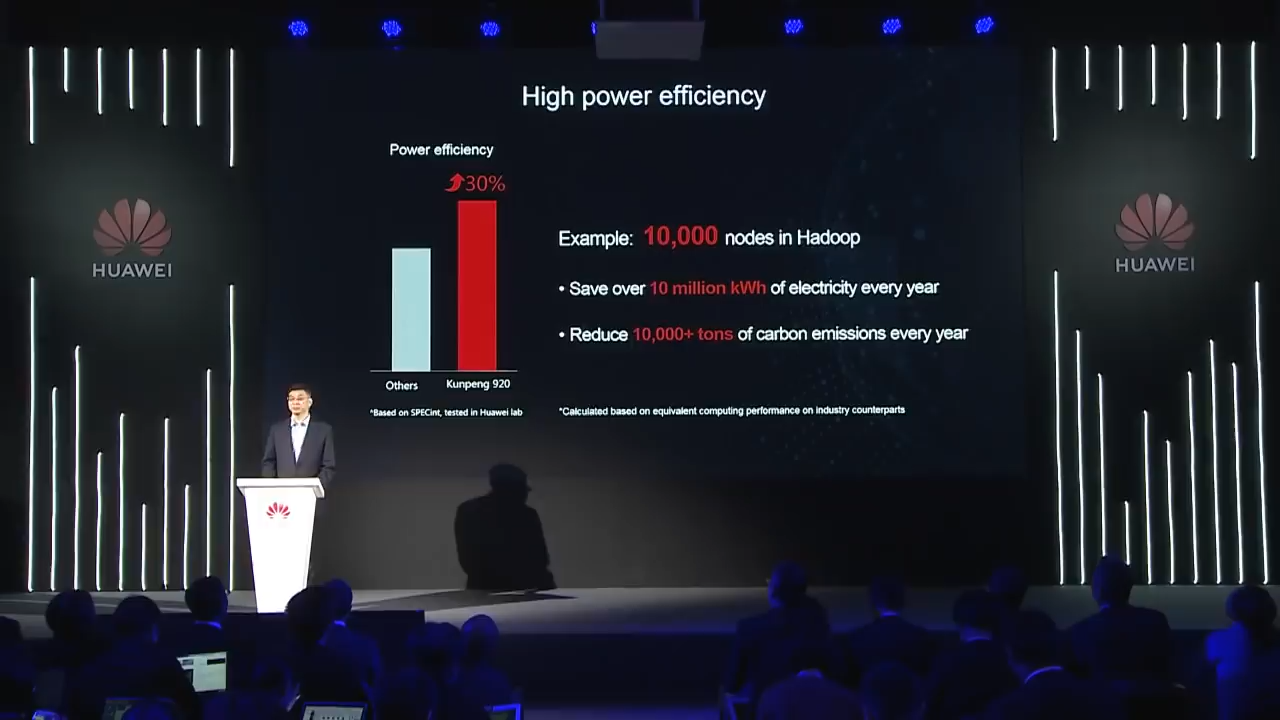 High power efficiency
Power efficiency
30%
Others
Kunpeng 920
*Based on SPECint, tested in Huawei lab
Example: 10,000 nodes in Hadoop
• Save over 10 million kWh of electricity every year
• Reduce 10,000+ tons of carbon emissions every year
*Calculated based on equivalent computing performance on industry counterparts
HUAWEI
HUAWEI